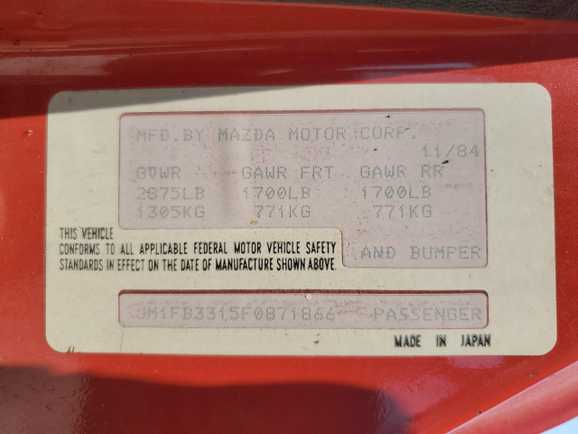 MFD.BY MAZDA MOTOR CORP.
11/84
GVWR GAWR FRT GAWR RR
2875LB 1700LB 1700LB
1305KG 771KG 771KG
THIS VEHICLE
CONFORMS TO ALL APPLICABLE FEDERAL MOTOR VEHICLE SAFETY
AND BUMPER
STANDARDS IN EFFECT ON THE DATE OF MANUFACTURE SHOWN ABOVE.
JM1FB3315F0871866 PASSENGER
MADE IN JAPAN